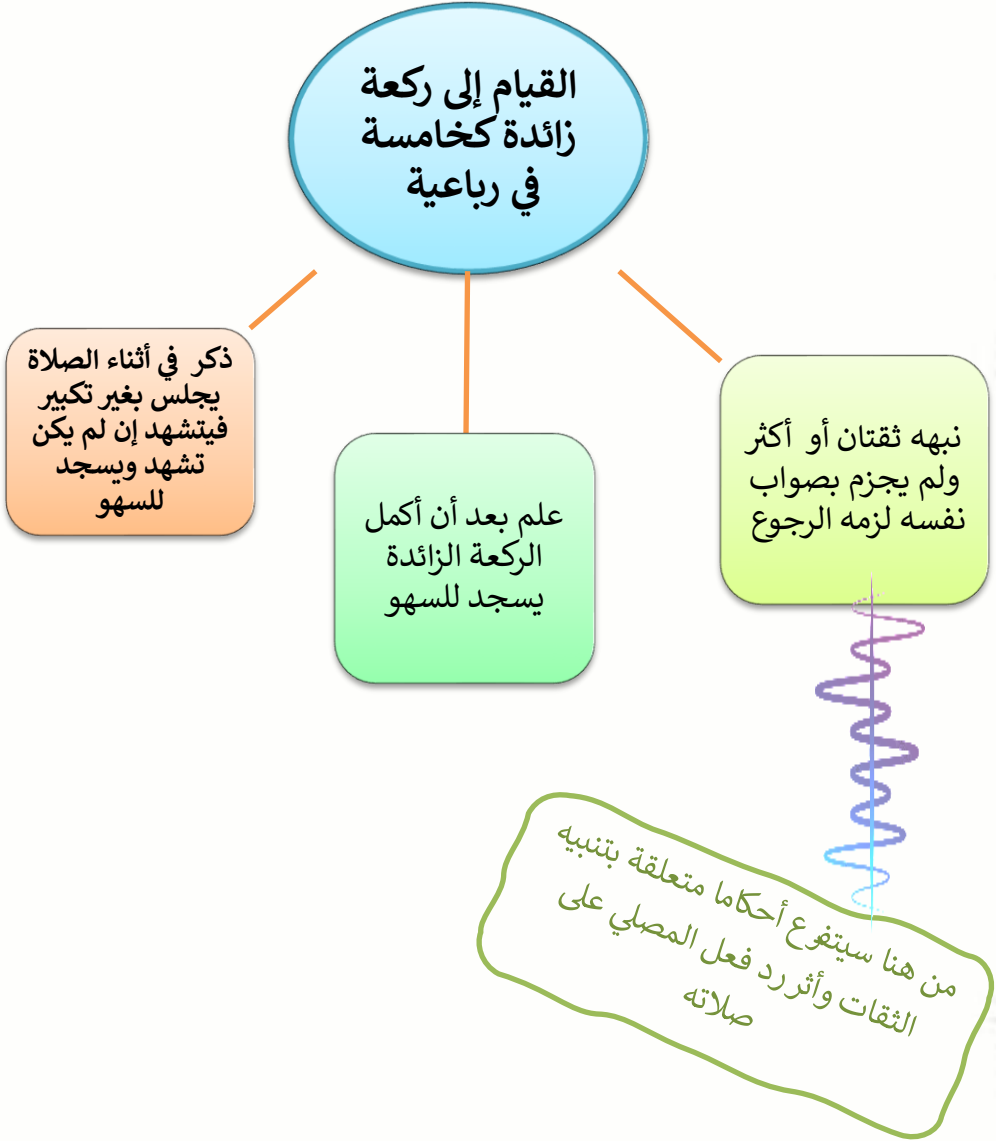 القيام إلى ركعة
زائدة كخامسة
في رباعية
نبهه ثقتان أو أكثر
ولم يجزم بصواب
نفسه لزمه الرجوع
علم بعد أن أكمل
الركعة الزائدة
يسجد للسهو
ذكر في أثناء الصلاة
يجلس بغير تكبير
فيتشهد إن لم يكن
تشهد ويسجد
للسهو
من هنا سيتفرع أحكاما متعلقة بتنبيه
الثقات وأثر رد فعل المصلي على
صلاته